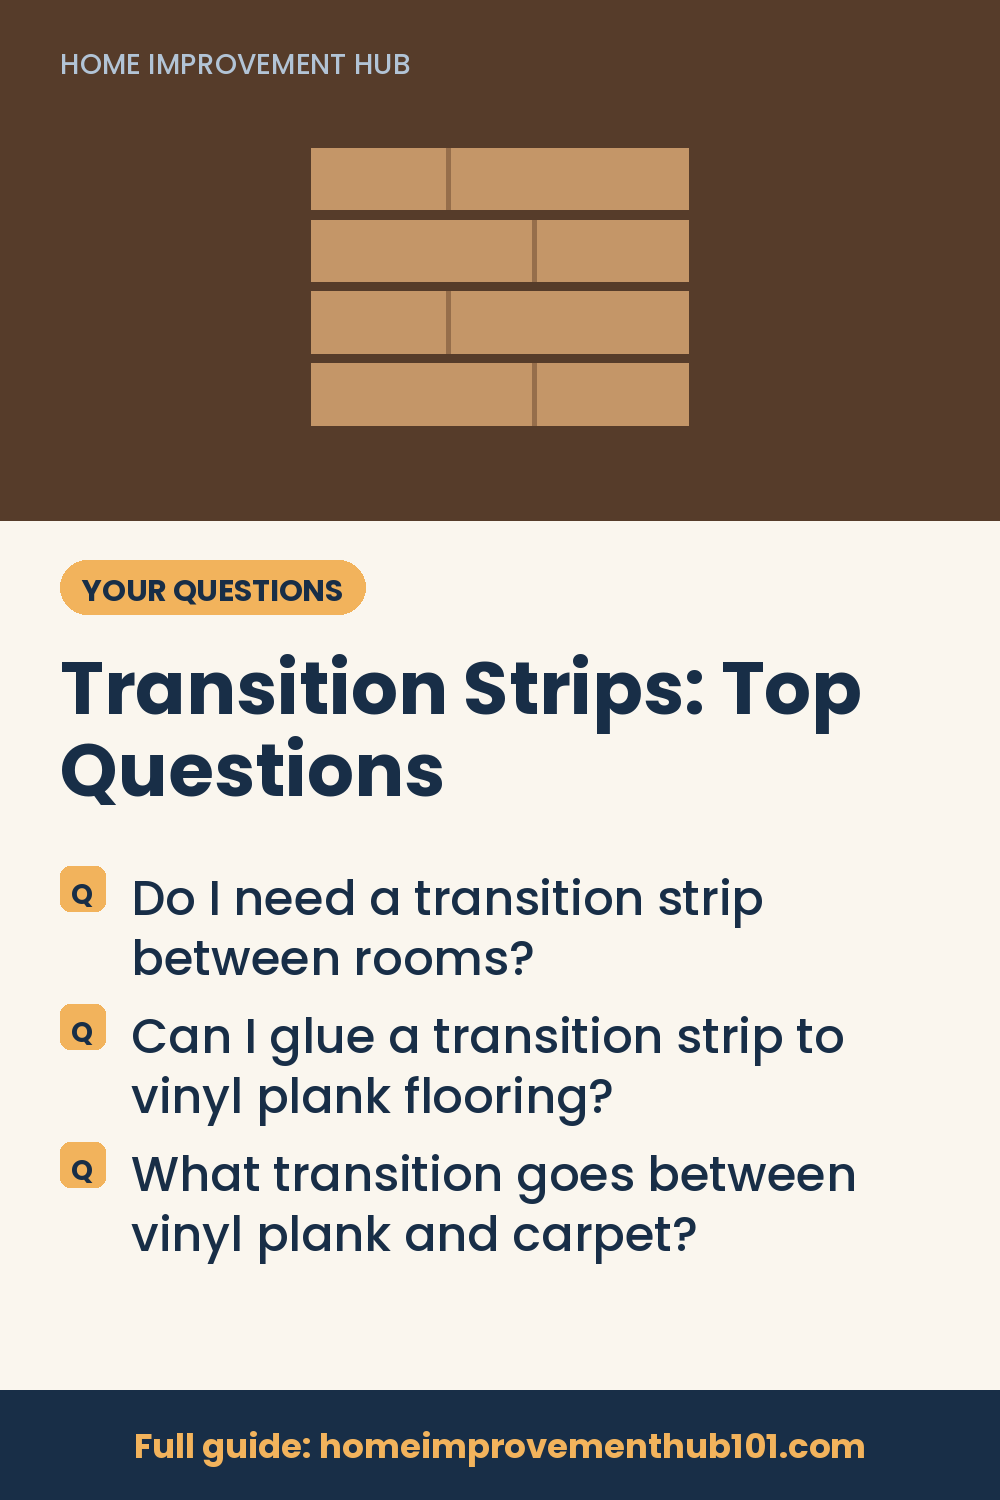 HOME IMPROVEMENT HUB
YOUR QUESTIONS
Transition Strips: Top
Questions
Q Do I need a transition strip
between rooms?
Q Can I glue a transition strip to
vinyl plank flooring?
Q What transition goes between
vinyl plank and carpet?
Full guide: homeimprovementhub101.com